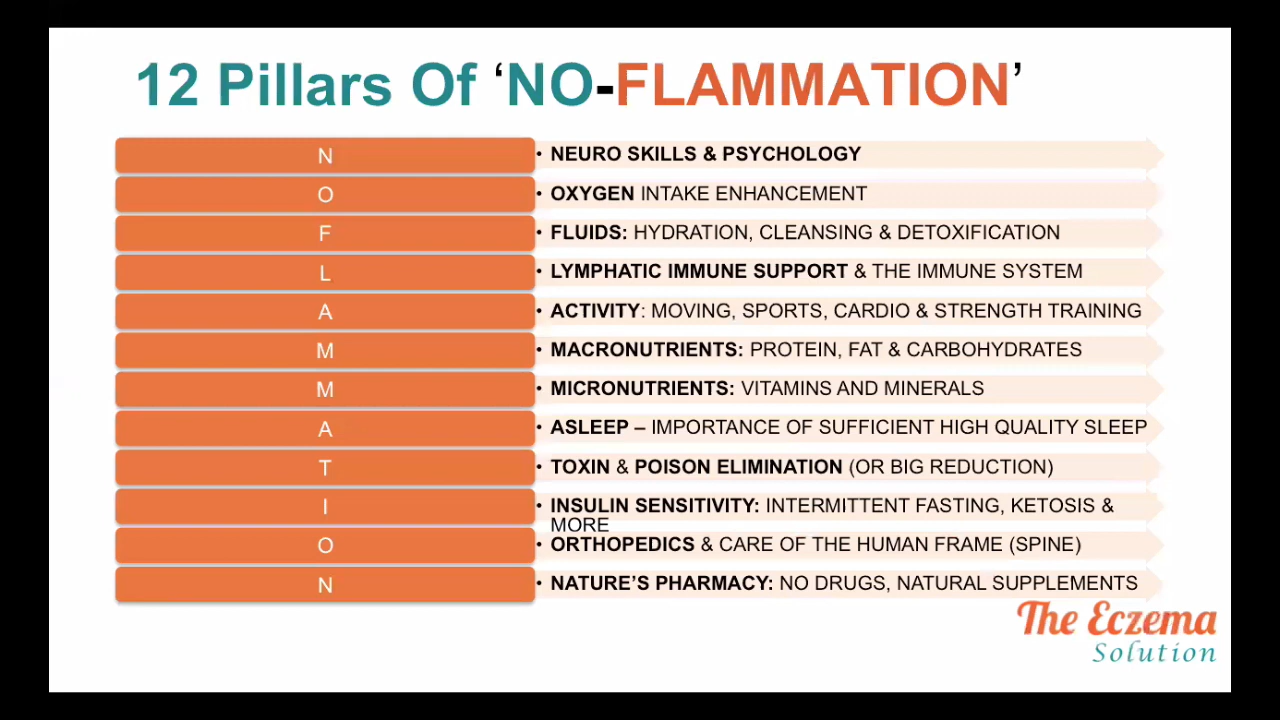 12 Pillars Of ‘NO-FLAMMATION’
N
• NEURO SKILLS & PSYCHOLOGY
O
• OXYGEN INTAKE ENHANCEMENT
F
• FLUIDS: HYDRATION, CLEANSING & DETOXIFICATION
L
• LYMPHATIC IMMUNE SUPPORT & THE IMMUNE SYSTEM
A
• ACTIVITY: MOVING, SPORTS, CARDIO & STRENGTH TRAINING
M
• MACRONUTRIENTS: PROTEIN, FAT & CARBOHYDRATES
M
• MICRONUTRIENTS: VITAMINS AND MINERALS
A
• ASLEEP – IMPORTANCE OF SUFFICIENT HIGH QUALITY SLEEP
T
• TOXIN & POISON ELIMINATION (OR BIG REDUCTION)
I
• INSULIN SENSITIVITY: INTERMITTENT FASTING, KETOSIS &
MORE
O
• ORTHOPEDICS & CARE OF THE HUMAN FRAME (SPINE)
N
• NATURE’S PHARMACY: NO DRUGS, NATURAL SUPPLEMENTS
The Eczema
Solution